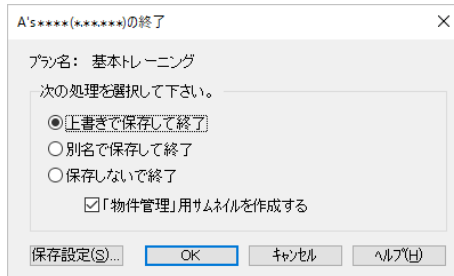 A's****(*.**.***)の終了
プラン名： 基本トレーニング
次の処理を選択して下さい。
上書きで保存して終了
別名で保存して終了
保存しないで終了
「物件管理」用サムネイルを作成する
保存設定(S)... OK キャンセル ヘルプ(H)